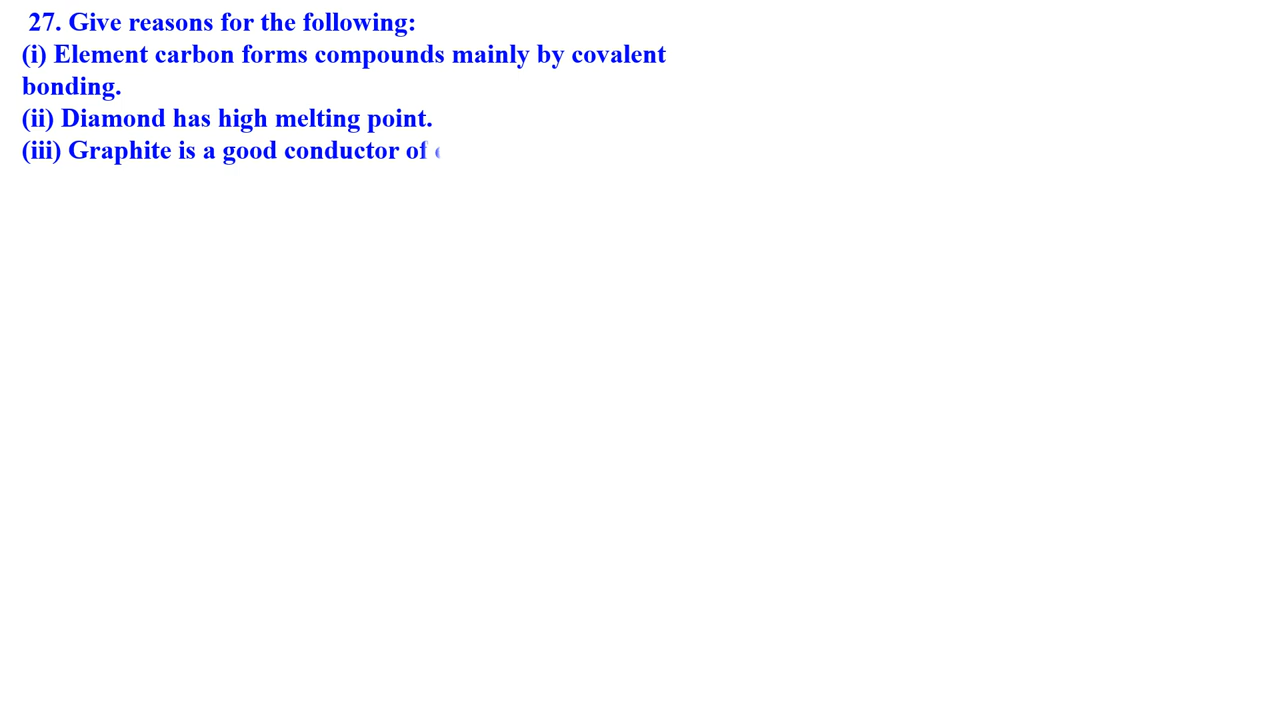 27. Give reasons for the following:
(i) Element carbon forms compounds mainly by covalent
bonding.
(ii) Diamond has high melting point.
(iii) Graphite is a good conductor of